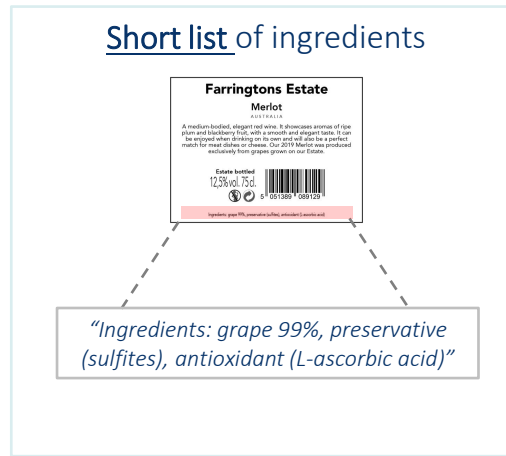 Short list of ingredients
Farringtons Estate
Merlot
AUSTRALIA
A medium-bodied, elegant red wine. It showcases aromas of ripe
plum and blackberry fruit, with a smooth and elegant taste. It can
be enjoyed when drinking on its own and will also be a perfect
match for meat dishes or cheese. Our 2019 Merlot was produced
exclusively from grapes grown on our Estate.
Estate bottled
12,5%vol. 75cl.
5 051389 089129
Ingredients: grape 99%, preservative (sulfites), antioxidant (L-ascorbic acid)
“Ingredients: grape 99%, preservative
(sulfites), antioxidant (L-ascorbic acid)”